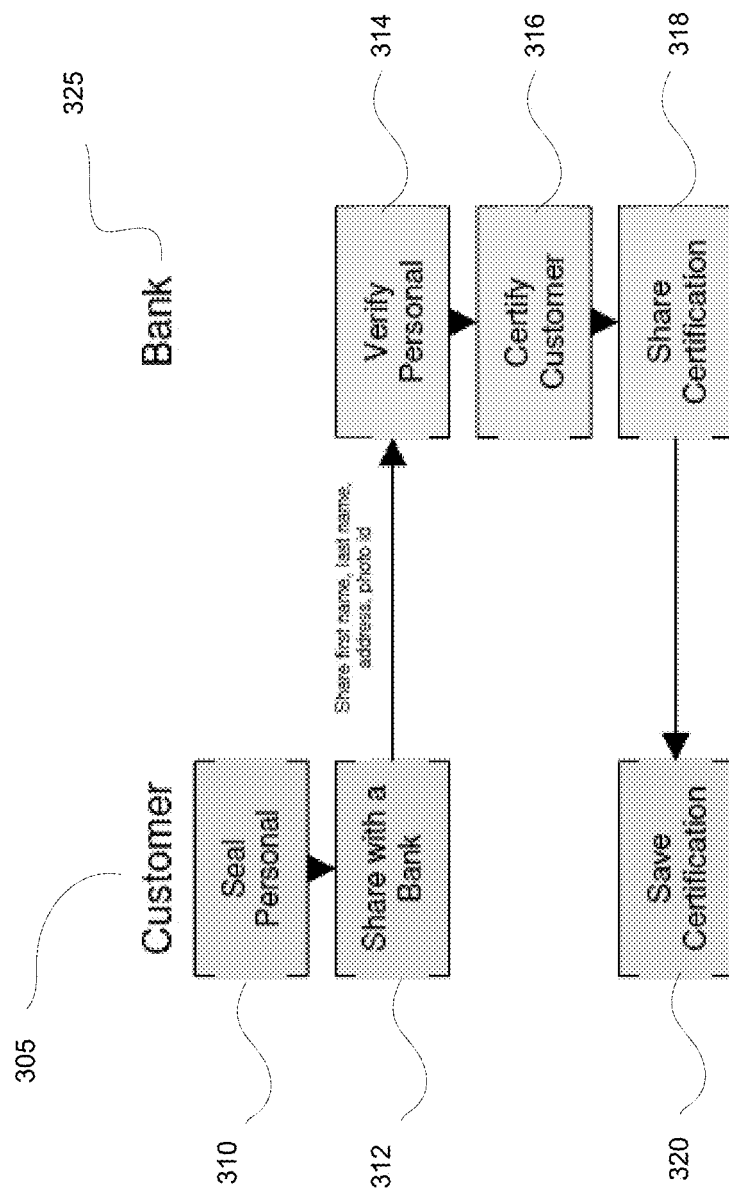 305
325
Customer
Bank
310
Seal
Personal
312
Share with a
Bank
Share first name, last name,
address, photo id
Verify
Personal
314
Certify
Customer
316
Share
Certification
318
Save
Certification
320